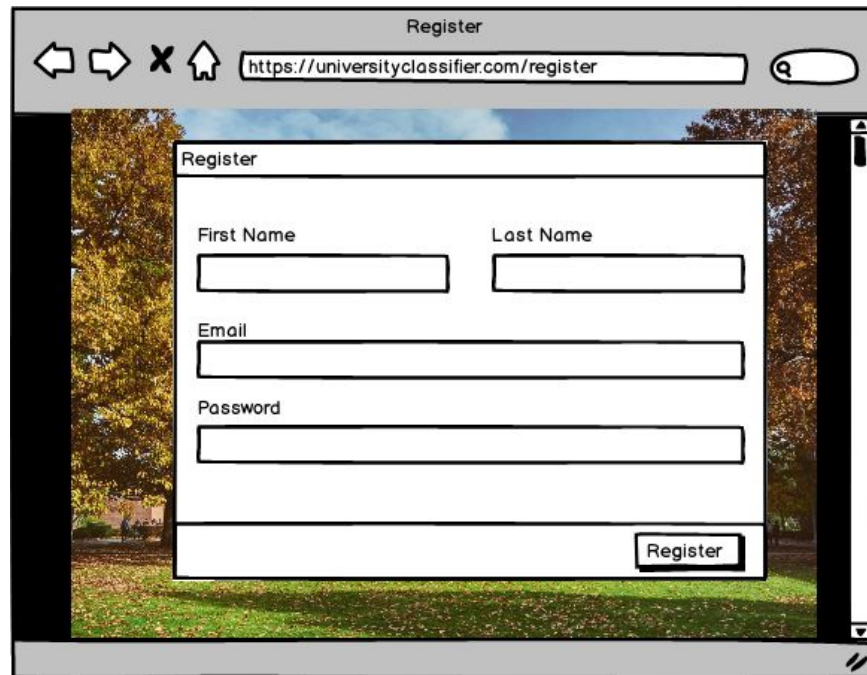 Register
https://universityclassifier.com/register
Register
First Name
Last Name
Email
Password
Register